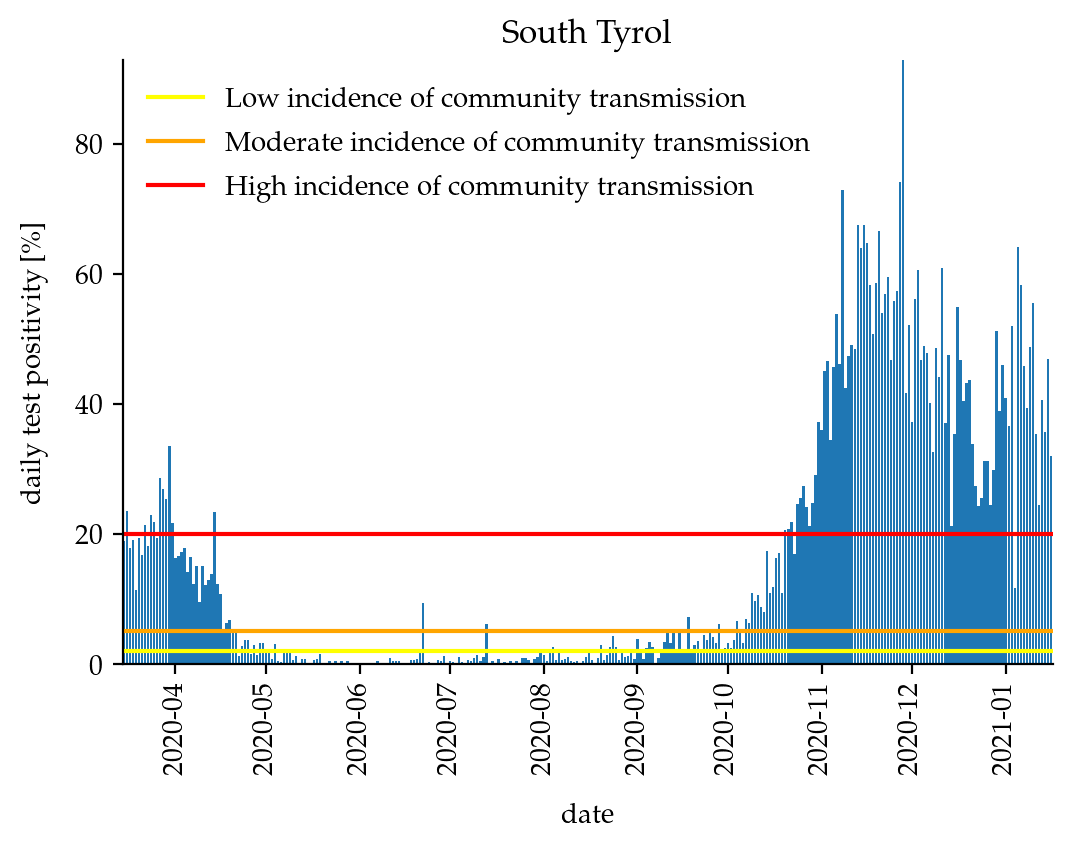 South Tyrol
Low incidence of community transmission
Moderate incidence of community transmission
High incidence of community transmission
daily test positivity [%]
80
60
40
20
0
2020-04
2020-05
2020-06
2020-07
2020-08
2020-09
2020-10
2020-11
2020-12
2021-01
date